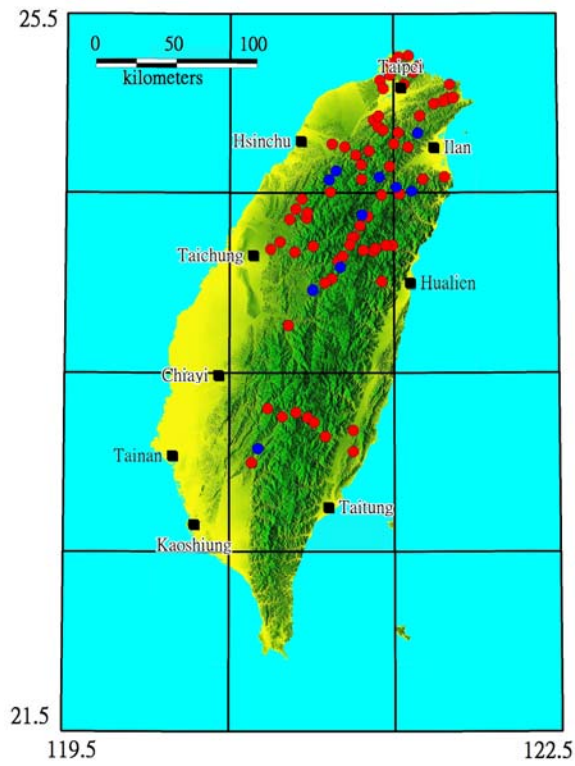 25.5
0 50 100
kilometers
Taipei
Hsinchu
Ilan
Taichung
Hualien
Chiayi
Tainan
Taitung
Kaoshiung
21.5
119.5
122.5